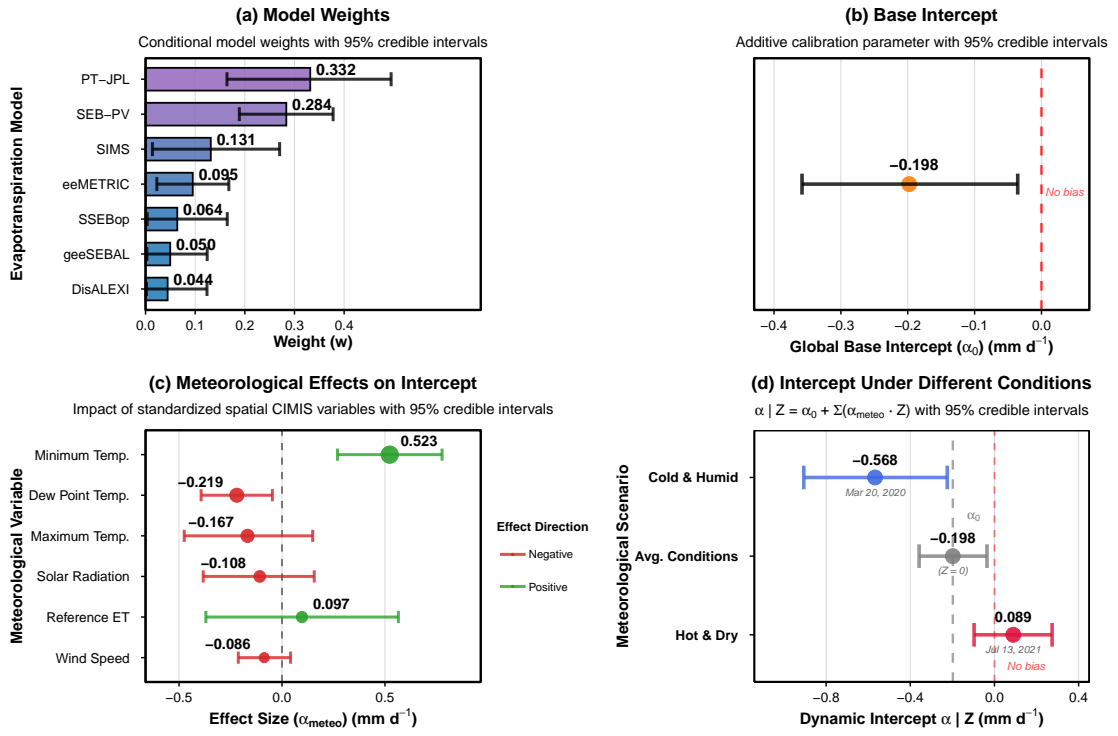 (a) Model Weights
Conditional model weights with 95% credible intervals
Evapotranspiration Model
PT−JPL
0.332
SEB−PV
0.284
SIMS
0.131
eeMETRIC
0.095
SSEBop
0.064
geeSEBAL
0.050
DisALEXI
0.044
0.0 0.1 0.2 0.3 0.4
Weight (w)
(b) Base Intercept
Additive calibration parameter with 95% credible intervals
−0.198
No bias
−0.4 −0.3 −0.2 −0.1 0.0
Global Base Intercept (α₀) (mm d⁻¹)
(c) Meteorological Effects on Intercept
Impact of standardized spatial CIMIS variables with 95% credible intervals
Meteorological Variable
Minimum Temp.
0.523
Dew Point Temp.
−0.219
Maximum Temp.
−0.167
Solar Radiation
−0.108
Reference ET
0.097
Wind Speed
−0.086
−0.5 0.0 0.5
Effect Size (α_meteo) (mm d⁻¹)
Effect Direction
Negative
Positive
(d) Intercept Under Different Conditions
α | Z = α₀ + Σ(α_meteo · Z) with 95% credible intervals
Meteorological Scenario
Cold & Humid
−0.568
Mar 20, 2020
α₀
Avg. Conditions
−0.198
(Z = 0)
Hot & Dry
0.089
Jul 13, 2021
No bias
−0.8 −0.4 0.0 0.4
Dynamic Intercept α | Z (mm d⁻¹)